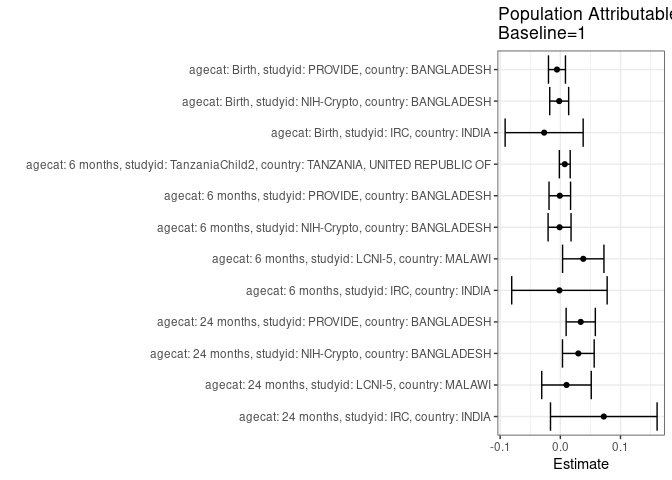 Population Attributable
Baseline=1
agecat: Birth, studyid: PROVIDE, country: BANGLADESH
agecat: Birth, studyid: NIH-Crypto, country: BANGLADESH
agecat: Birth, studyid: IRC, country: INDIA
agecat: 6 months, studyid: TanzaniaChild2, country: TANZANIA, UNITED REPUBLIC OF
agecat: 6 months, studyid: PROVIDE, country: BANGLADESH
agecat: 6 months, studyid: NIH-Crypto, country: BANGLADESH
agecat: 6 months, studyid: LCNI-5, country: MALAWI
agecat: 6 months, studyid: IRC, country: INDIA
agecat: 24 months, studyid: PROVIDE, country: BANGLADESH
agecat: 24 months, studyid: NIH-Crypto, country: BANGLADESH
agecat: 24 months, studyid: LCNI-5, country: MALAWI
agecat: 24 months, studyid: IRC, country: INDIA
-0.1 0.0 0.1
Estimate